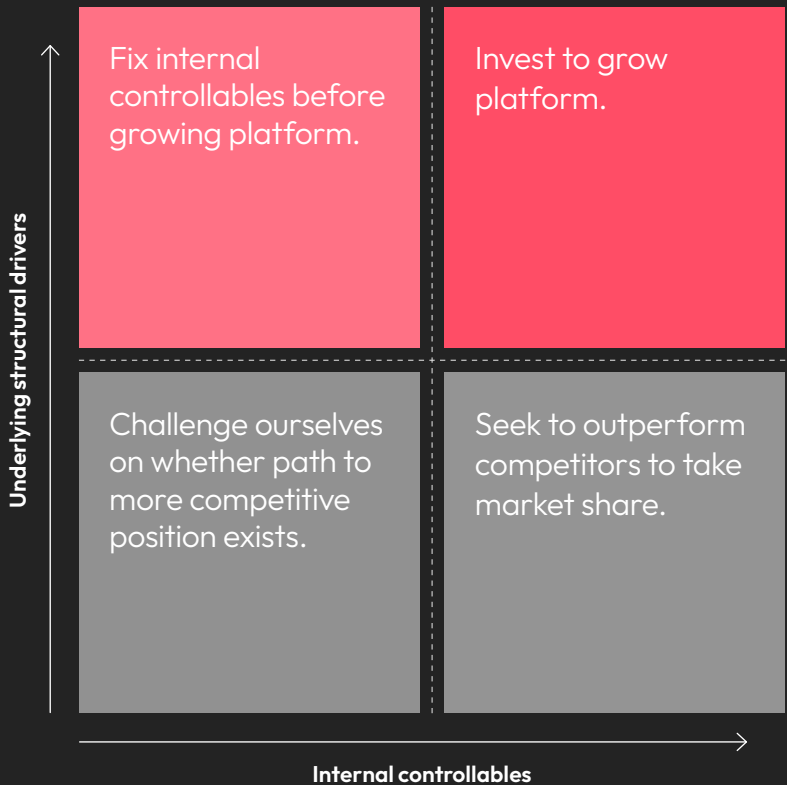 Fix internal
controllables before
growing platform.
Invest to grow
platform.
Underlying structural drivers
Challenge ourselves
on whether path to
more competitive
position exists.
Seek to outperform
competitors to take
market share.
Internal controllables